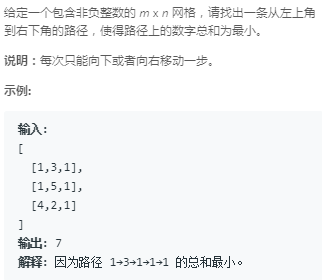 给定一个包含非负整数的 m x n 网格，请找出一条从左上角
到右下角的路径，使得路径上的数字总和为最小。
说明：每次只能向下或者向右移动一步。
示例:
输入:
[
[1,3,1],
[1,5,1],
[4,2,1]
]
输出: 7
解释: 因为路径 1→3→1→1→1 的总和最小。